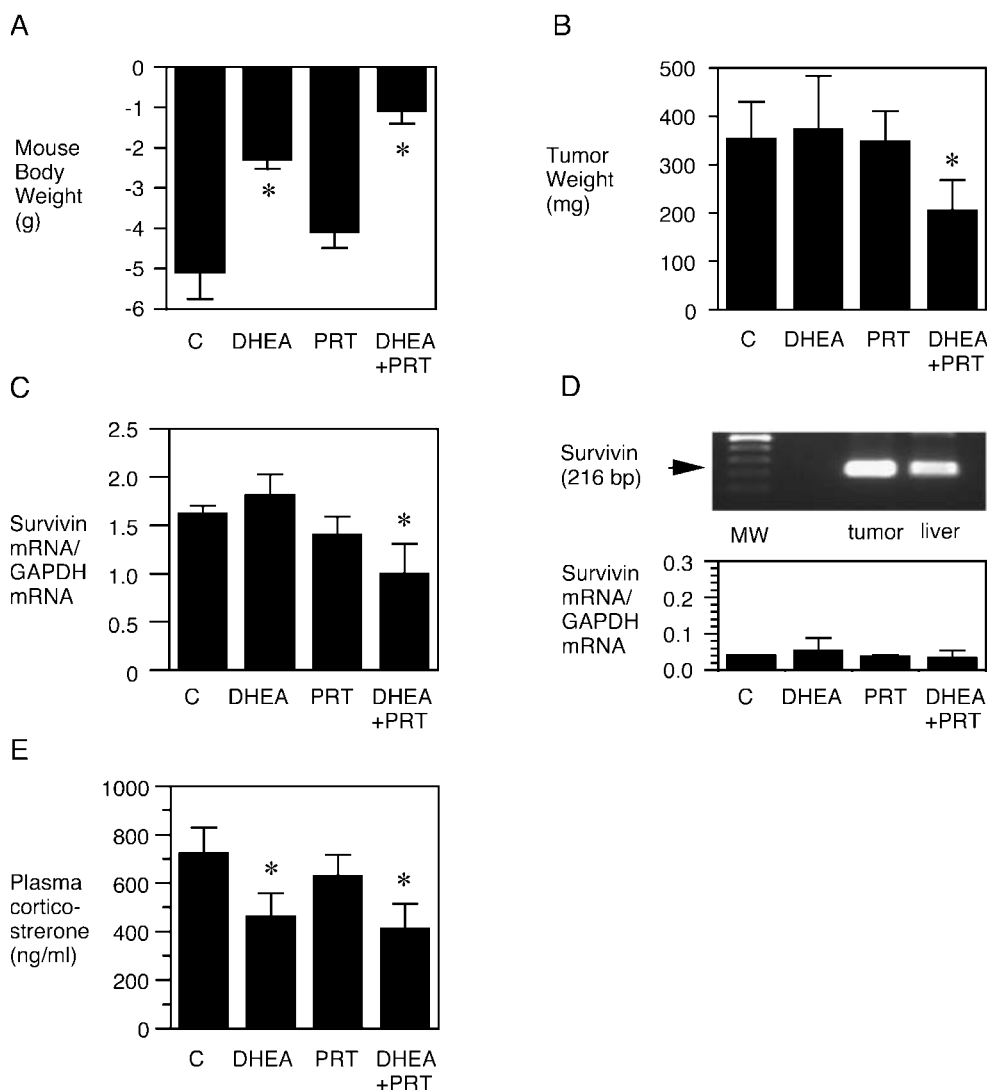 A
Mouse
Body
Weight
(g)
0
-1
-2
-3
-4
-5
-6
*
*
C DHEA PRT DHEA
+PRT
B
Tumor
Weight
(mg)
500
400
300
200
100
0
*
C DHEA PRT DHEA
+PRT
C
Survivin
mRNA/
GAPDH
mRNA
2.5
2.0
1.5
1.0
0.5
0
*
C DHEA PRT DHEA
+PRT
D
Survivin
(216 bp)
MW tumor liver
Survivin
mRNA/
GAPDH
mRNA
0.3
0.2
0.1
0.0
C DHEA PRT DHEA
+PRT
E
Plasma
cortico-
strerone
(ng/ml)
1000
800
600
400
200
0
*
*
C DHEA PRT DHEA
+PRT